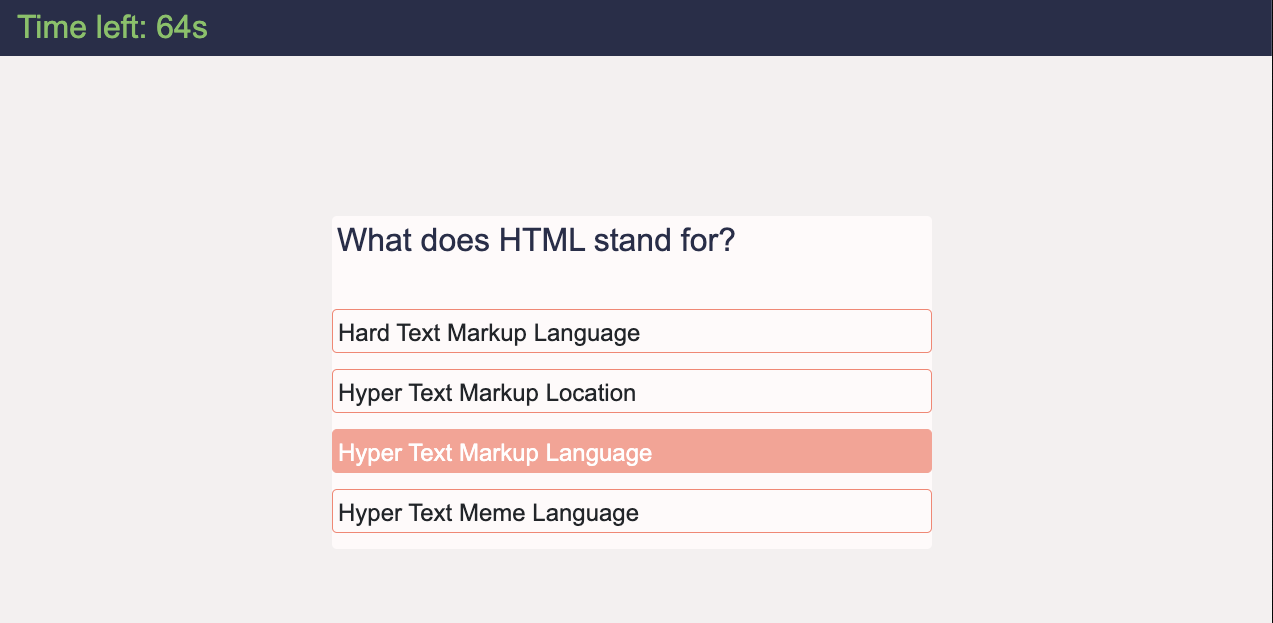 Time left: 64s
What does HTML stand for?
Hard Text Markup Language
Hyper Text Markup Location
Hyper Text Markup Language
Hyper Text Meme Language